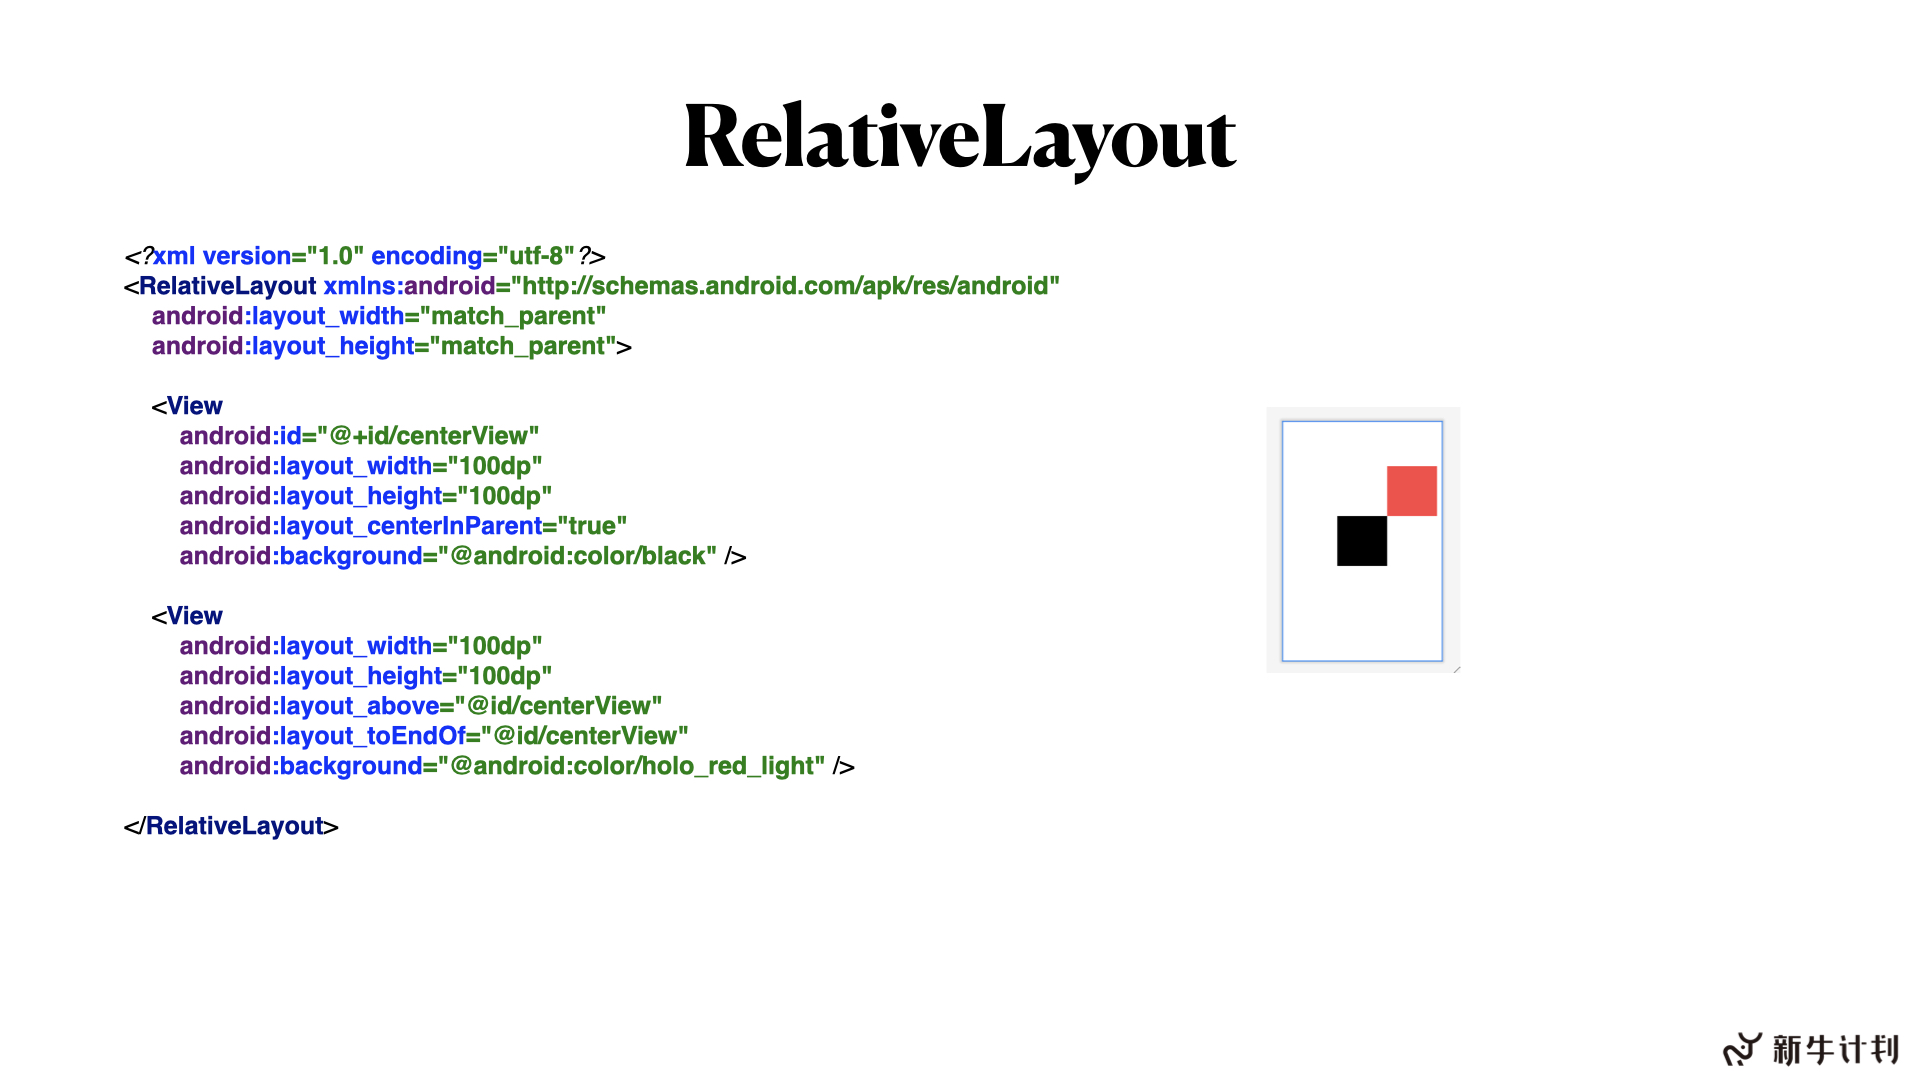 RelativeLayout
<?xml version="1.0" encoding="utf-8"?>
<RelativeLayout xmlns:android="http://schemas.android.com/apk/res/android"
    android:layout_width="match_parent"
    android:layout_height="match_parent">
    <View
        android:id="@+id/centerView"
        android:layout_width="100dp"
        android:layout_height="100dp"
        android:layout_centerInParent="true"
        android:background="@android:color/black" />
    <View
        android:layout_width="100dp"
        android:layout_height="100dp"
        android:layout_above="@id/centerView"
        android:layout_toEndOf="@id/centerView"
        android:background="@android:color/holo_red_light" />
</RelativeLayout>
新牛计划